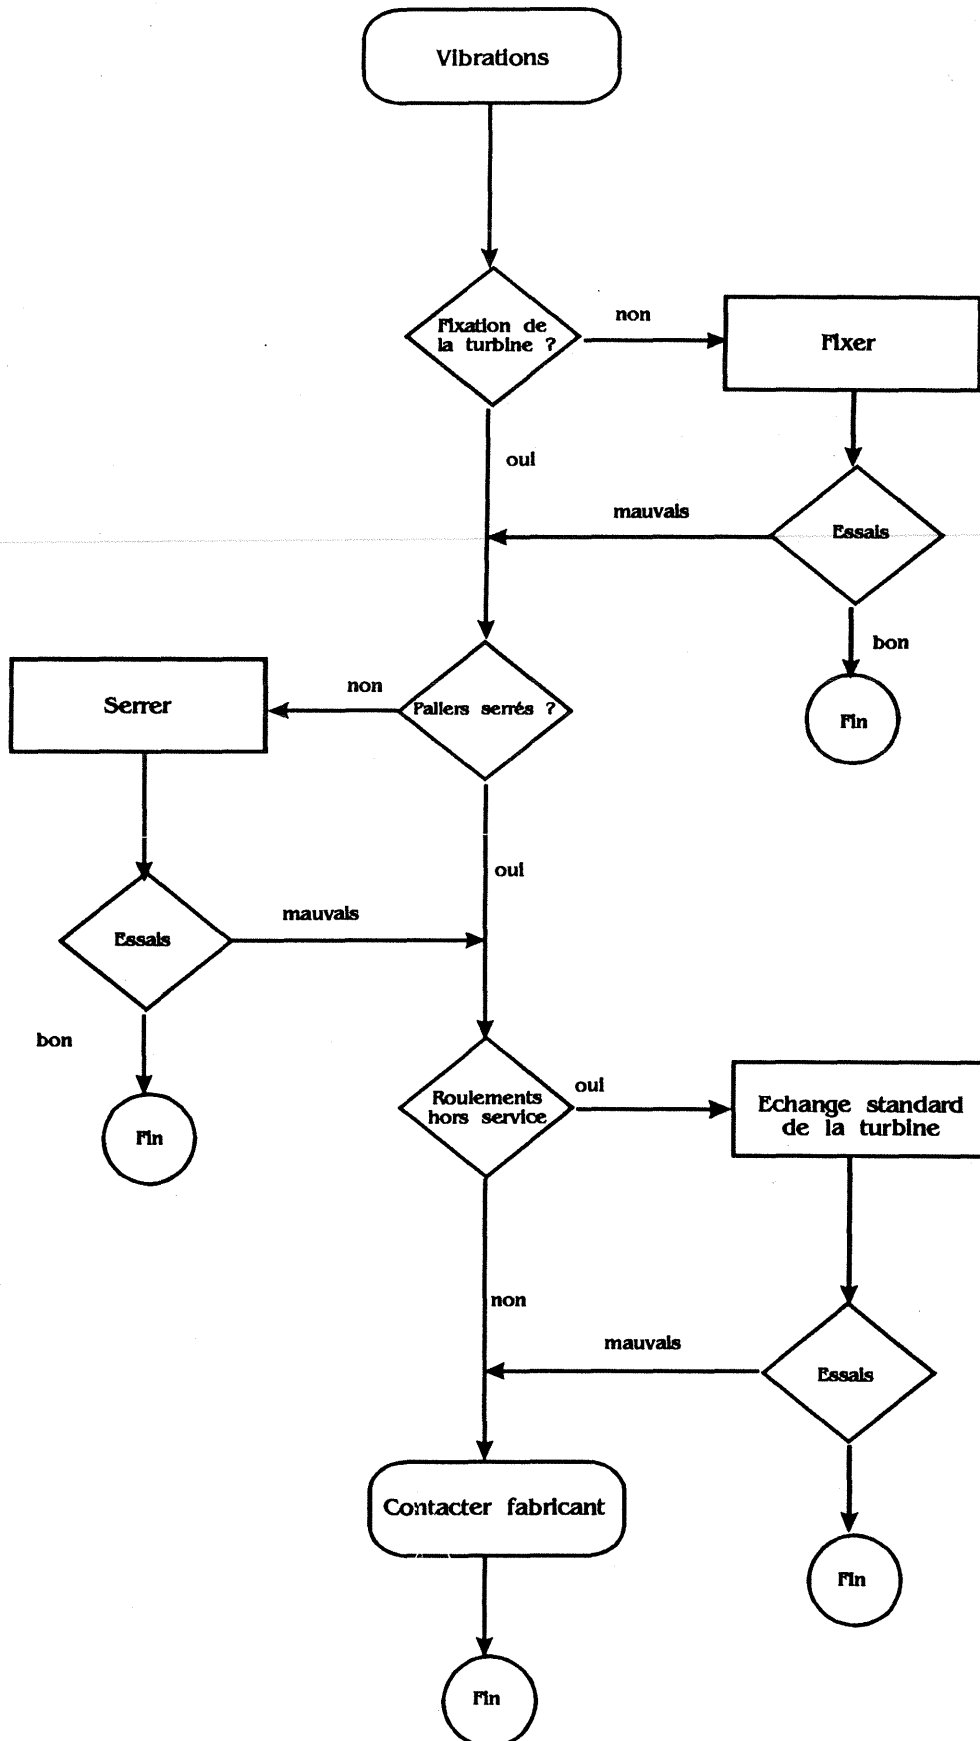 Vibrations
Fixation de
la turbine ?
non
Fixer
oui
mauvais
Essais
bon
Fin
Paliers serrés ?
non
Serrer
oui
mauvais
Essais
bon
Fin
Roulements
hors service
oui
Echange standard
de la turbine
non
mauvais
Essais
Contacter fabricant
Fin
Fin